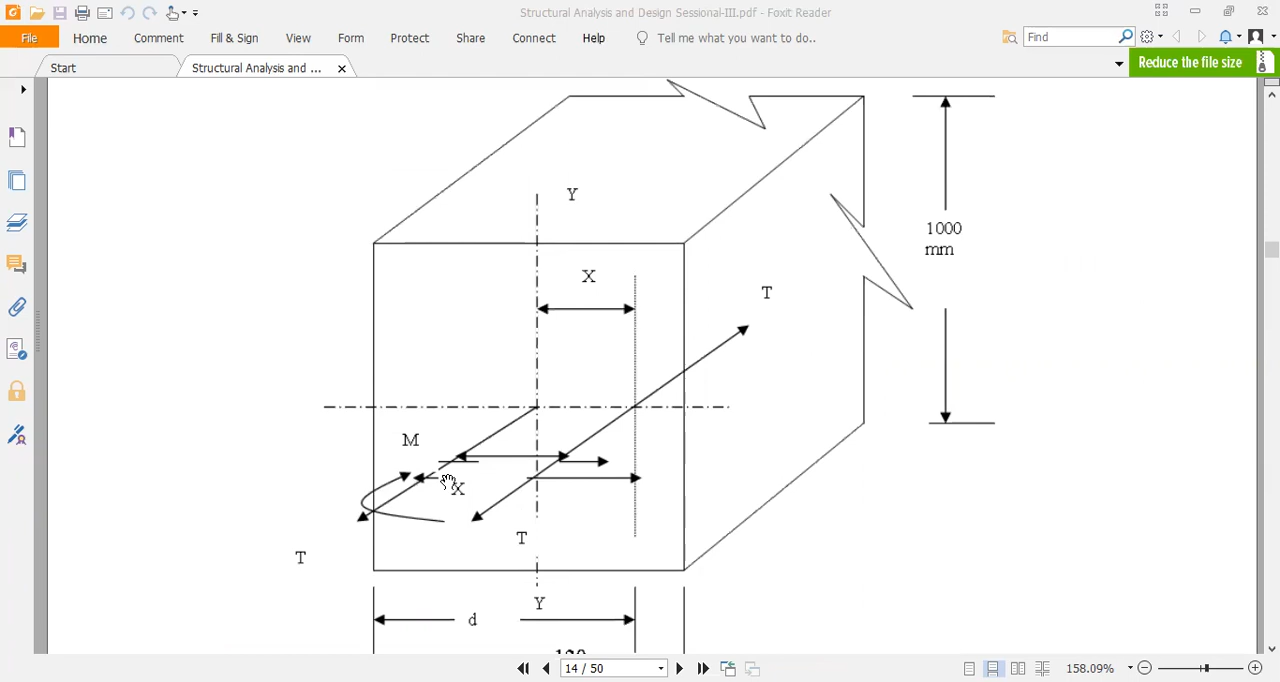 Structural Analysis and Design Sessional-III.pdf - Foxit Reader
File Home Comment Fill & Sign View Form Protect Share Connect Help Tell me what you want to do.. Find
Start Structural Analysis and ... Reduce the file size
Y
1000
mm
X
T
M
X
T
T
Y
d
120
14 / 50 158.09%